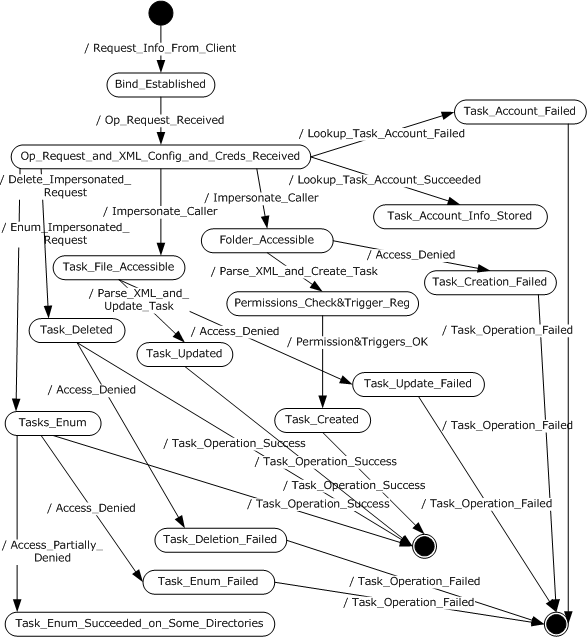 / Request_Info_From_Client
Bind_Established
/ Op_Request_Received
Task_Account_Failed
/ Lookup_Task_Account_Failed
Op_Request_and_XML_Config_and_Creds_Received
/ Delete_Impersonated_
Request
/ Lookup_Task_Account_Succeeded
/ Impersonate_Caller
/ Impersonate_Caller
Task_Account_Info_Stored
/ Enum_Impersonated_
Request
Folder_Accessible
/ Access_Denied
Task_File_Accessible
/ Parse_XML_and_Create_Task
Task_Creation_Failed
/ Parse_XML_and_
Update_Task
Permissions_Check&Trigger_Reg
Task_Deleted
/ Access_Denied
/ Task_Operation_Failed
/ Permission&Triggers_OK
Task_Updated
/ Access_Denied
Task_Update_Failed
Tasks_Enum
Task_Created
/ Task_Operation_Failed
/ Task_Operation_Success
/ Task_Operation_Success
/ Task_Operation_Success
/ Task_Operation_Success
/ Task_Operation_Failed
/ Access_Denied
Task_Deletion_Failed
/ Access_Partially_
Denied
Task_Enum_Failed
/ Task_Operation_Failed
/ Task_Operation_Failed
Task_Enum_Succeeded_on_Some_Directories